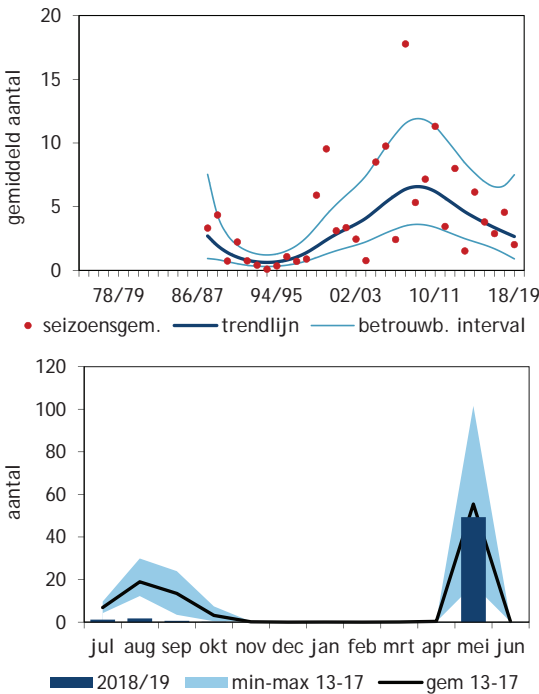 20
15
10
5
0
gemiddeld aantal
78/79 86/87 94/95 02/03 10/11 18/19
seizoensgem. trendlijn betrouwb. interval
120
100
80
60
40
20
0
aantal
jul aug sep okt nov dec jan feb mrt apr mei jun
2018/19 min-max 13-17 gem 13-17